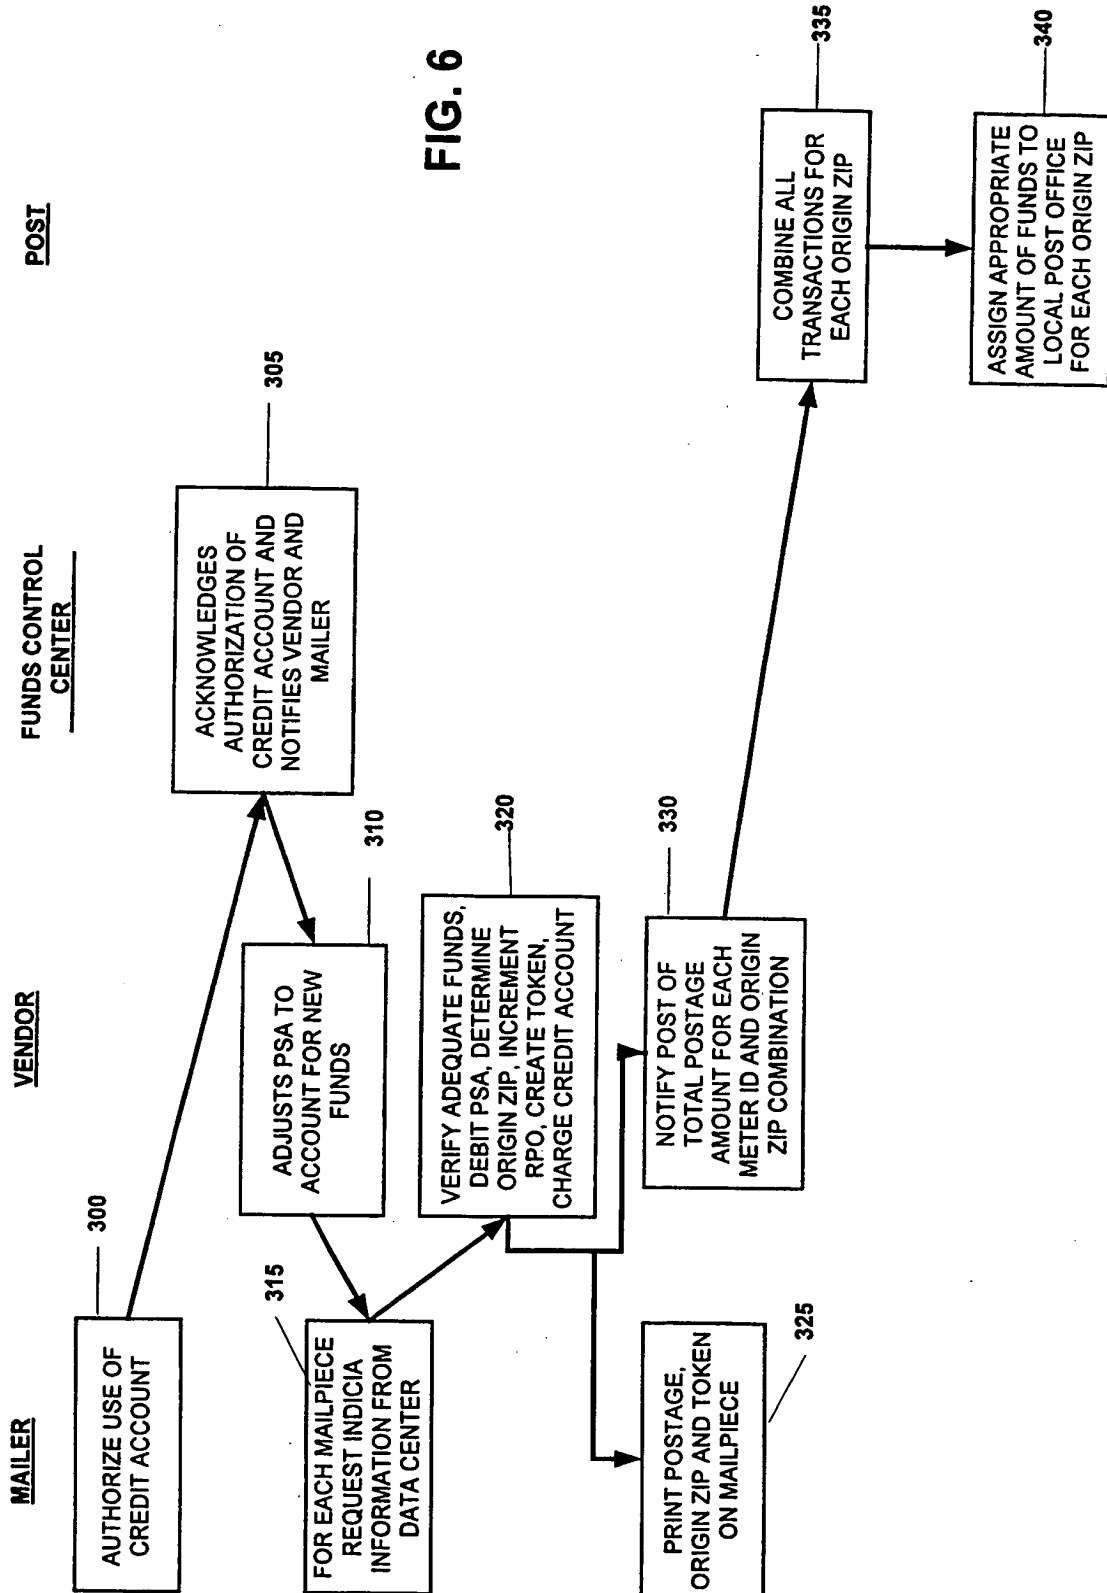 MAILER
VENDOR
FUNDS CONTROL
CENTER
POST
300
AUTHORIZE USE OF
CREDIT ACCOUNT
305
ACKNOWLEDGES
AUTHORIZATION OF
CREDIT ACCOUNT AND
NOTIFIES VENDOR AND
MAILER
310
ADJUSTS PSA TO
ACCOUNT FOR NEW
FUNDS
315
FOR EACH MAILPIECE
REQUEST INDICIA
INFORMATION FROM
DATA CENTER
320
VERIFY ADEQUATE FUNDS,
DEBIT PSA, DETERMINE
ORIGIN ZIP, INCREMENT
RPO, CREATE TOKEN,
CHARGE CREDIT ACCOUNT
325
PRINT POSTAGE,
ORIGIN ZIP AND TOKEN
ON MAILPIECE
330
NOTIFY POST OF
TOTAL POSTAGE
AMOUNT FOR EACH
METER ID AND ORIGIN
ZIP COMBINATION
335
COMBINE ALL
TRANSACTIONS FOR
EACH ORIGIN ZIP
340
ASSIGN APPROPRIATE
AMOUNT OF FUNDS TO
LOCAL POST OFFICE
FOR EACH ORIGIN ZIP
FIG. 6